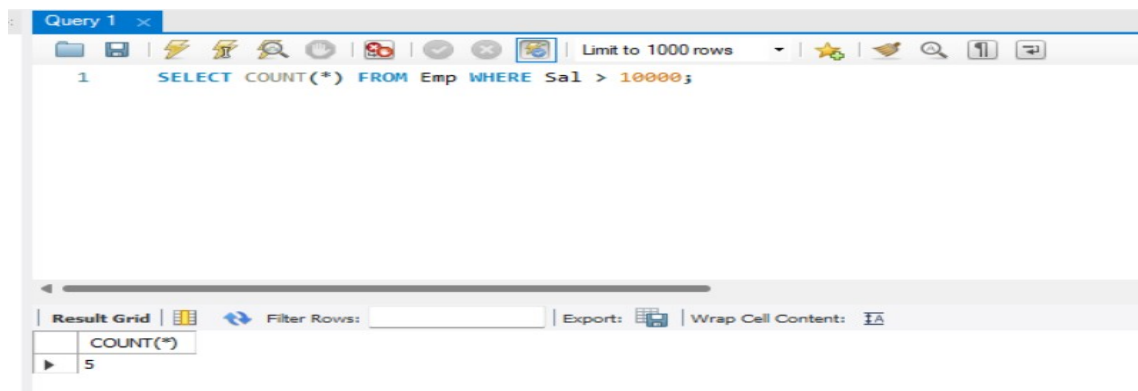 Query 1
Limit to 1000 rows
1 SELECT COUNT(*) FROM Emp WHERE Sal > 10000;
Result Grid Filter Rows: Export: Wrap Cell Content: IA
COUNT(*)
5